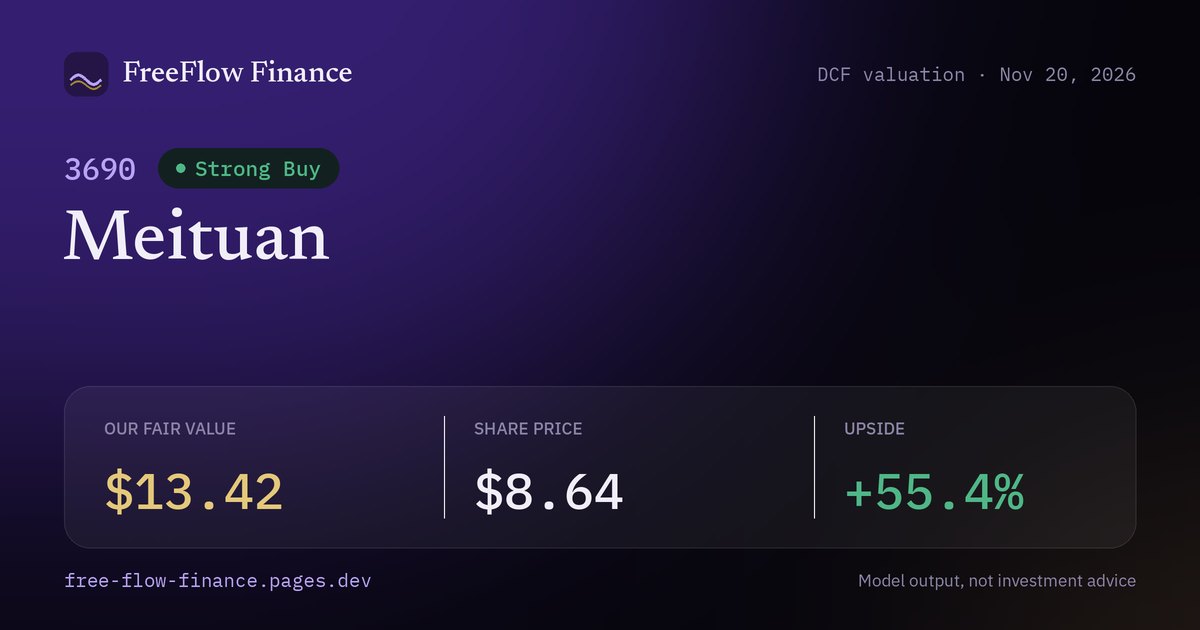 FreeFlow Finance
DCF valuation · Nov 20, 2026
3690
Strong Buy
Meituan
OUR FAIR VALUE
$13.42
SHARE PRICE
$8.64
UPSIDE
+55.4%
free-flow-finance.pages.dev
Model output, not investment advice